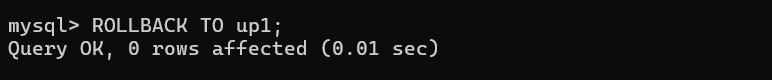 mysql> ROLLBACK TO up1;
Query OK, 0 rows affected (0.01 sec)